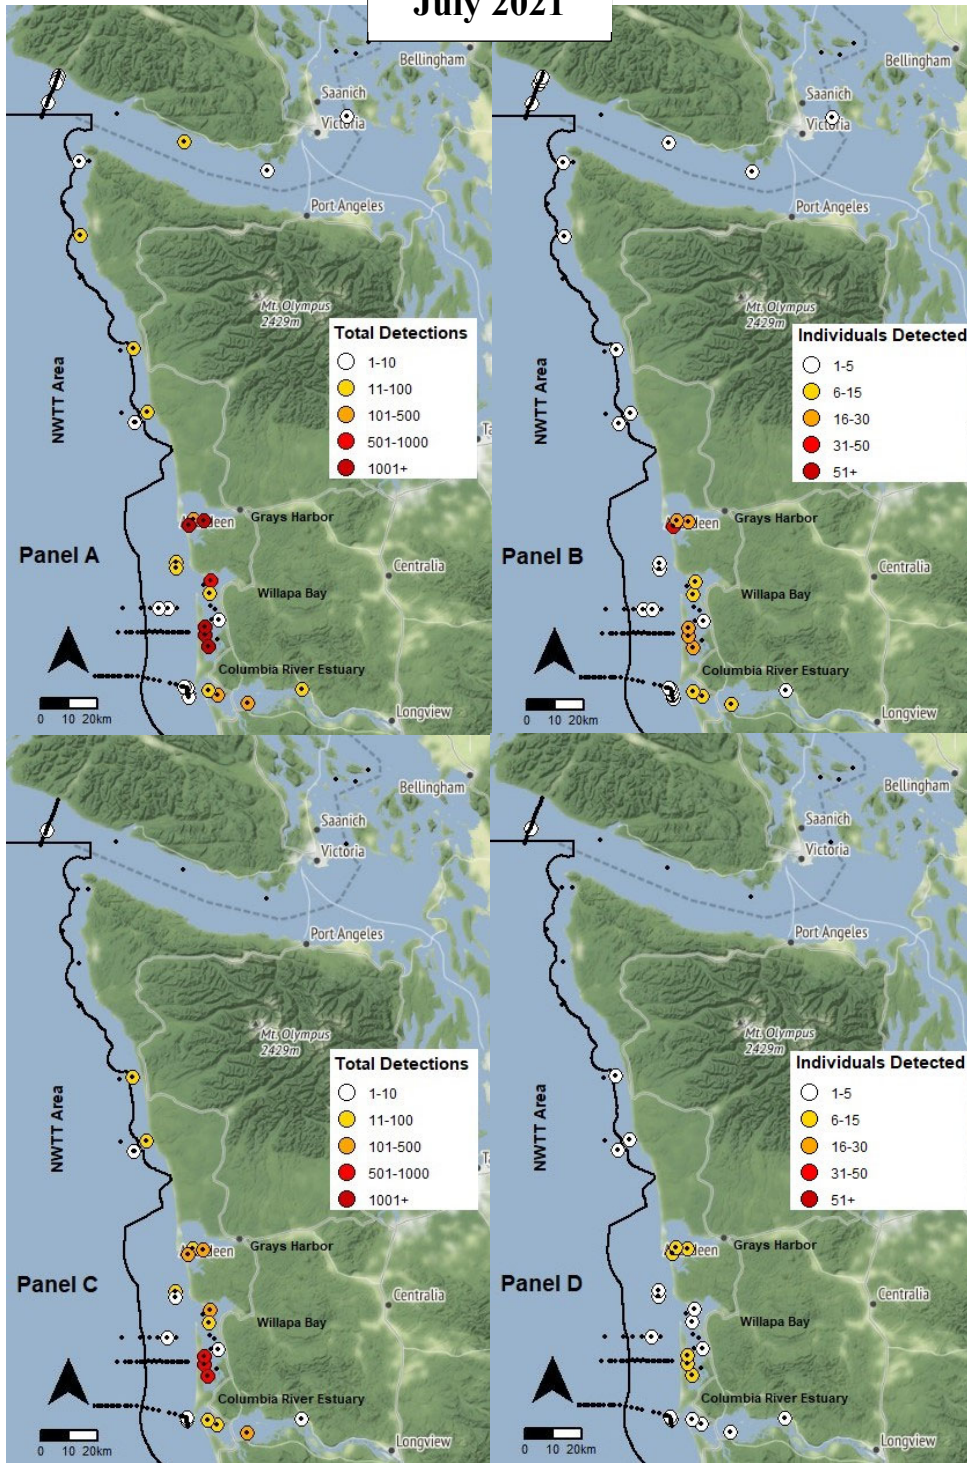 July 2021
Bellingham
Saanich
Victoria
Port Angeles
Mt. Olympus
2429m
Total Detections
1-10
11-100
101-500
501-1000
1001+
NWTT Area
Grays Harbor
Panel A
Centralia
Willapa Bay
Columbia River Estuary
Longview
0 10 20km
Bellingham
Saanich
Victoria
Port Angeles
Mt. Olympus
2429m
Individuals Detected
1-5
6-15
16-30
31-50
51+
NWTT Area
Grays Harbor
Panel B
Centralia
Willapa Bay
Columbia River Estuary
Longview
0 10 20km
Bellingham
Saanich
Victoria
Port Angeles
Mt. Olympus
2429m
Total Detections
1-10
11-100
101-500
501-1000
1001+
NWTT Area
Grays Harbor
Panel C
Centralia
Willapa Bay
Columbia River Estuary
Longview
0 10 20km
Bellingham
Saanich
Victoria
Port Angeles
Mt. Olympus
2429m
Individuals Detected
1-5
6-15
16-30
31-50
51+
NWTT Area
Grays Harbor
Panel D
Centralia
Willapa Bay
Columbia River Estuary
Longview
0 10 20km